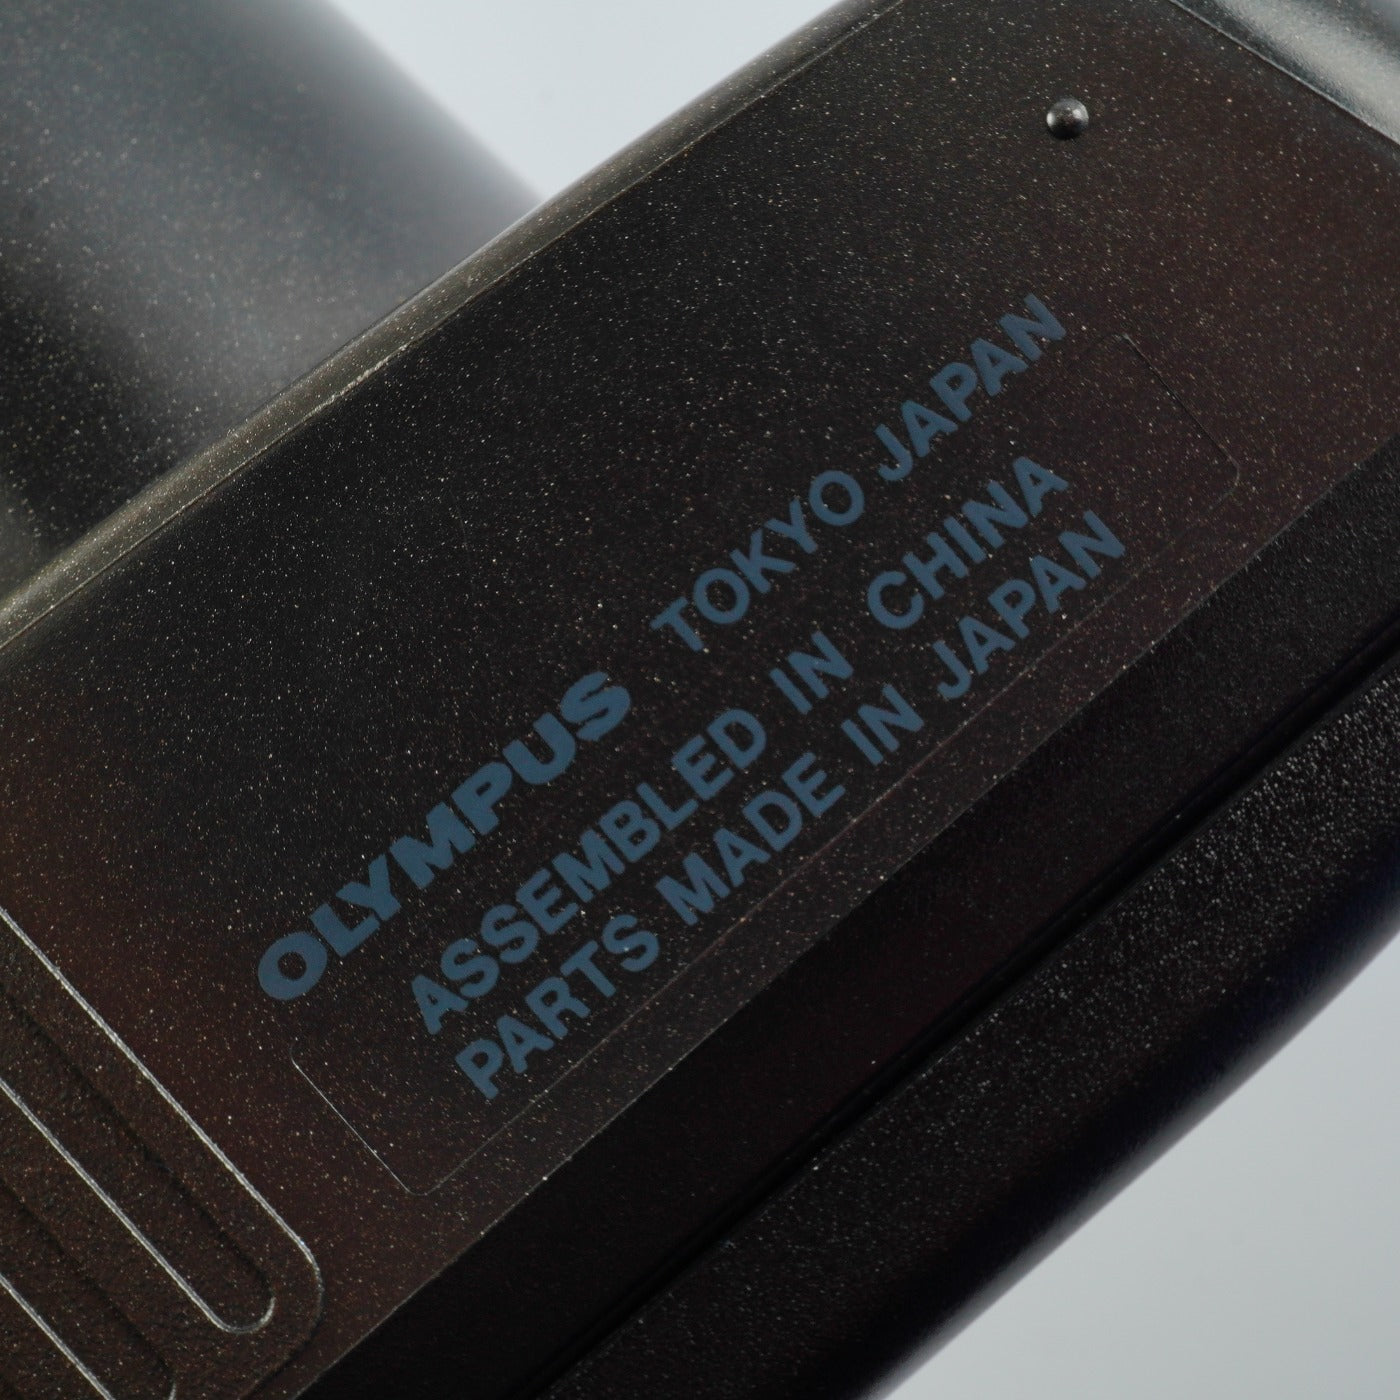 OLYMPUS TOKYO JAPAN
ASSEMBLED IN CHINA
PARTS MADE IN JAPAN